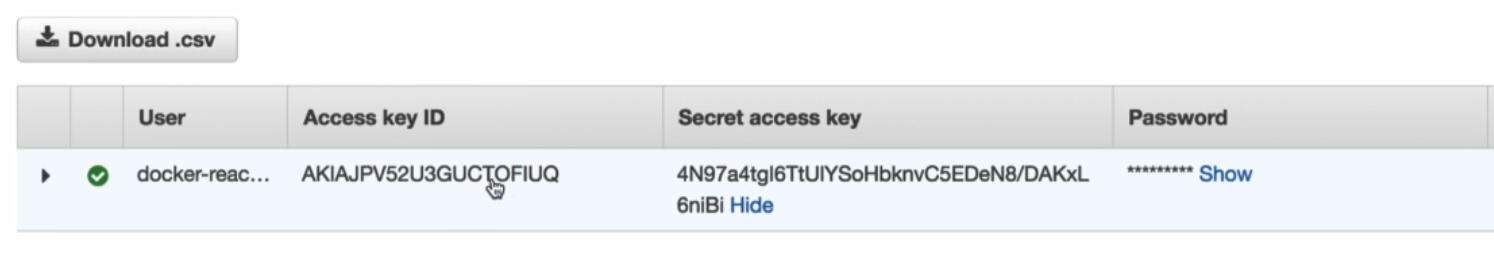 Download .csv
User Access key ID Secret access key Password
docker-reac... AKIAJPV52U3GUCTOFIUQ 4N97a4tgl6TtUlYSoHbknvC5EDeN8/DAKxL ********* Show
6niBi Hide